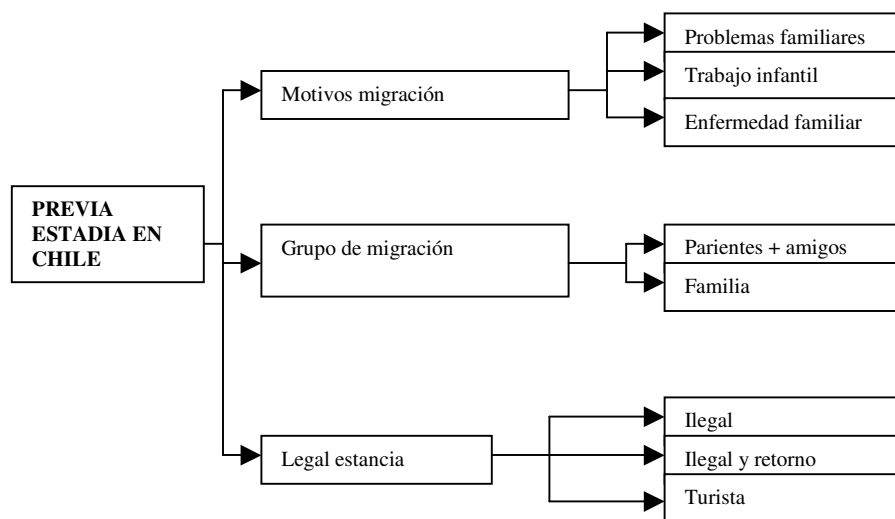 PREVIA
ESTADIA EN
CHILE
Motivos migración
Problemas familiares
Trabajo infantil
Enfermedad familiar
Grupo de migración
Parientes + amigos
Familia
Legal estancia
Ilegal
Ilegal y retorno
Turista